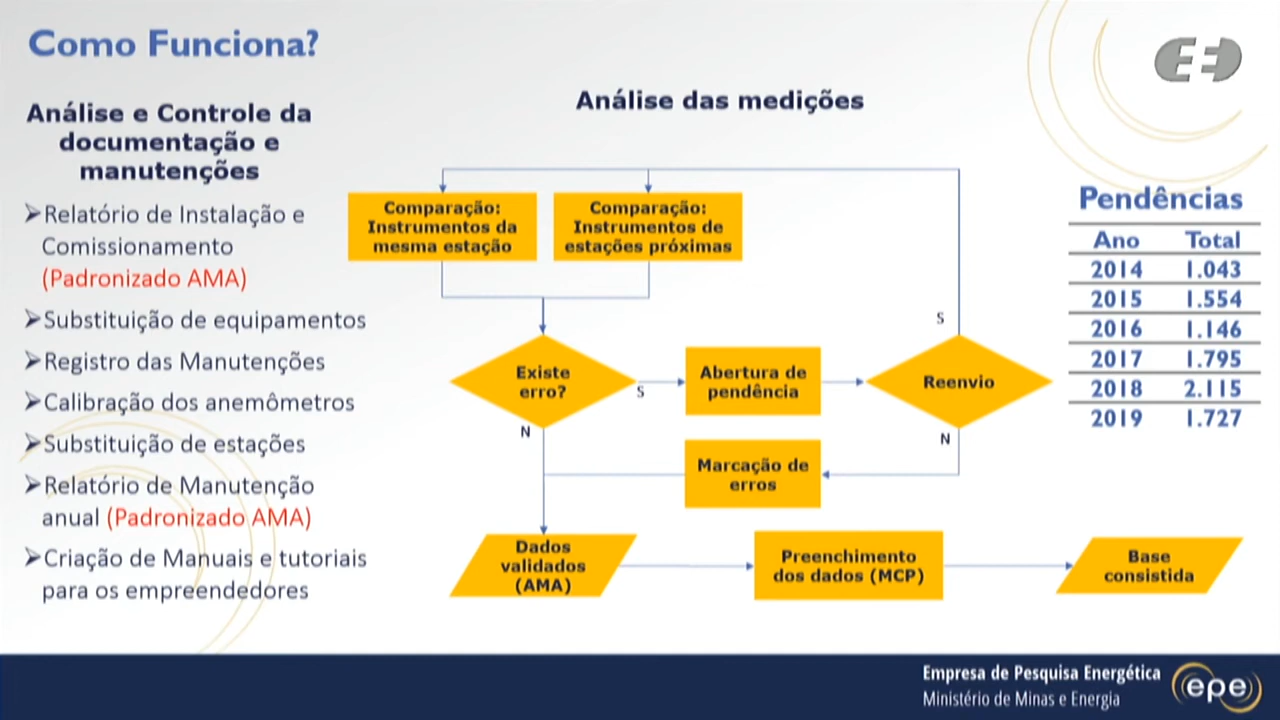 Como Funciona?
Análise e Controle da
documentação e
manutenções
➢Relatório de Instalação e
Comissionamento
(Padronizado AMA)
➢Substituição de equipamentos
➢Registro das Manutenções
➢Calibração dos anemômetros
➢Substituição de estações
➢Relatório de Manutenção
anual (Padronizado AMA)
➢Criação de Manuais e tutoriais
para os empreendedores
Análise das medições
Comparação:
Instrumentos da
mesma estação
Comparação:
Instrumentos de
estações próximas
Existe
erro?
S
N
Abertura de
pendência
Reenvio
S
N
Marcação de
erros
Dados
validados
(AMA)
Preenchimento
dos dados (MCP)
Base
consistida
Pendências
Ano Total
2014 1.043
2015 1.554
2016 1.146
2017 1.795
2018 2.115
2019 1.727
Empresa de Pesquisa Energética
Ministério de Minas e Energia
epe